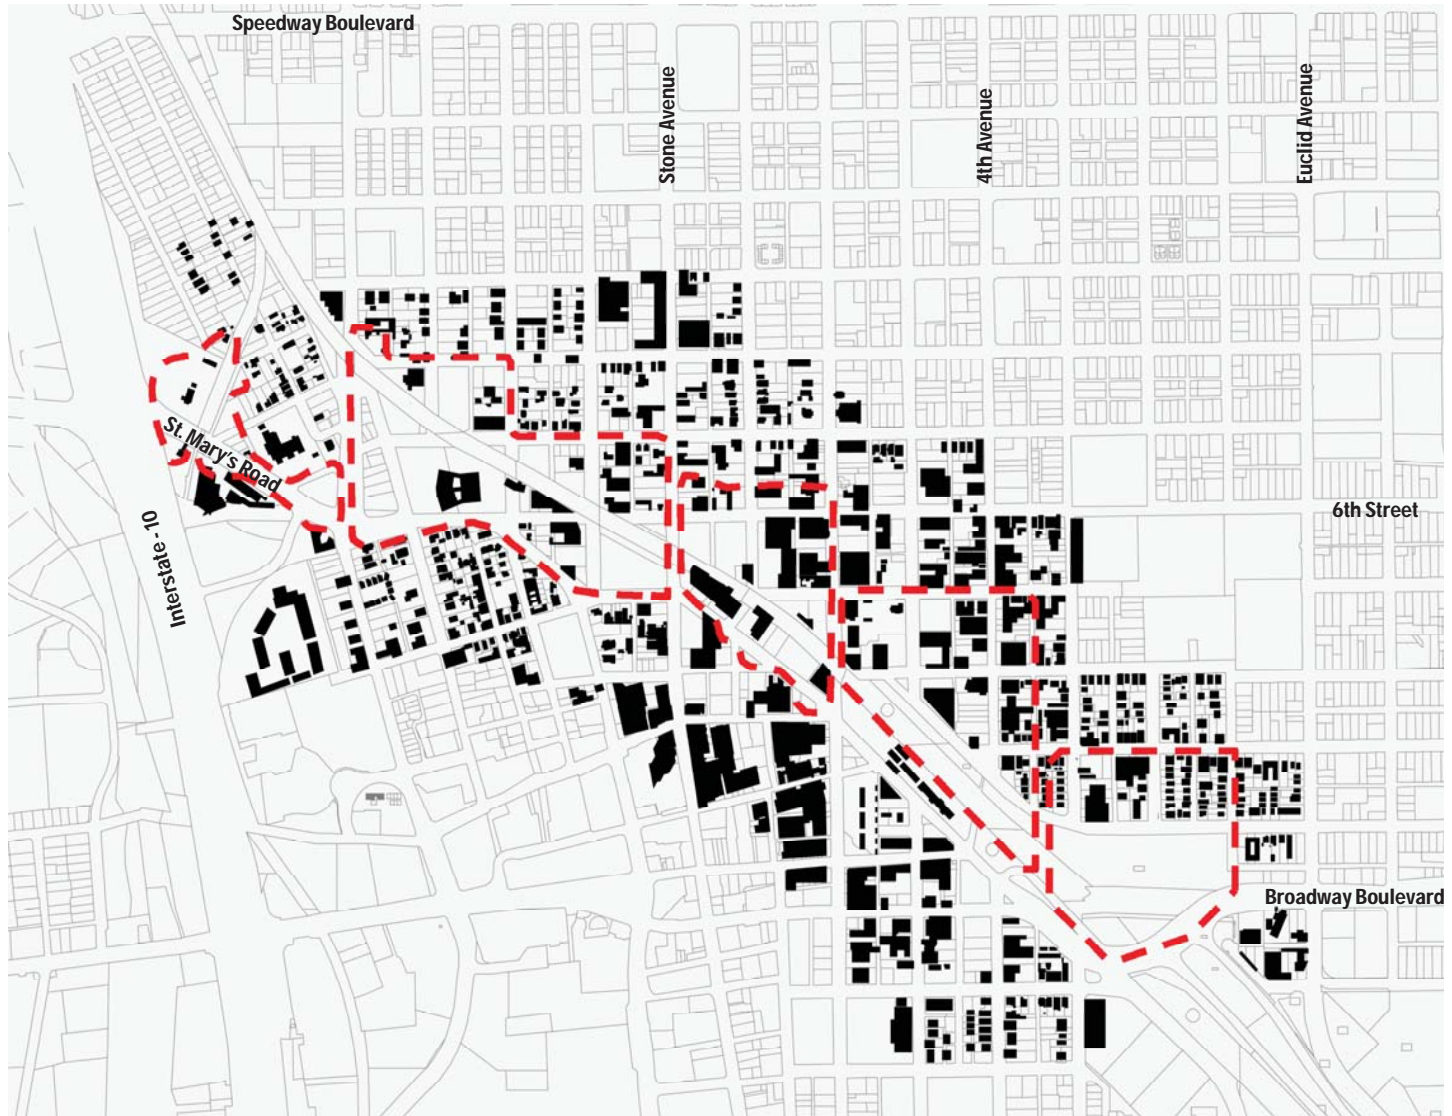 Speedway Boulevard
Stone Avenue
4th Avenue
Euclid Avenue
St. Mary's Road
6th Street
Interstate - 10
Broadway Boulevard